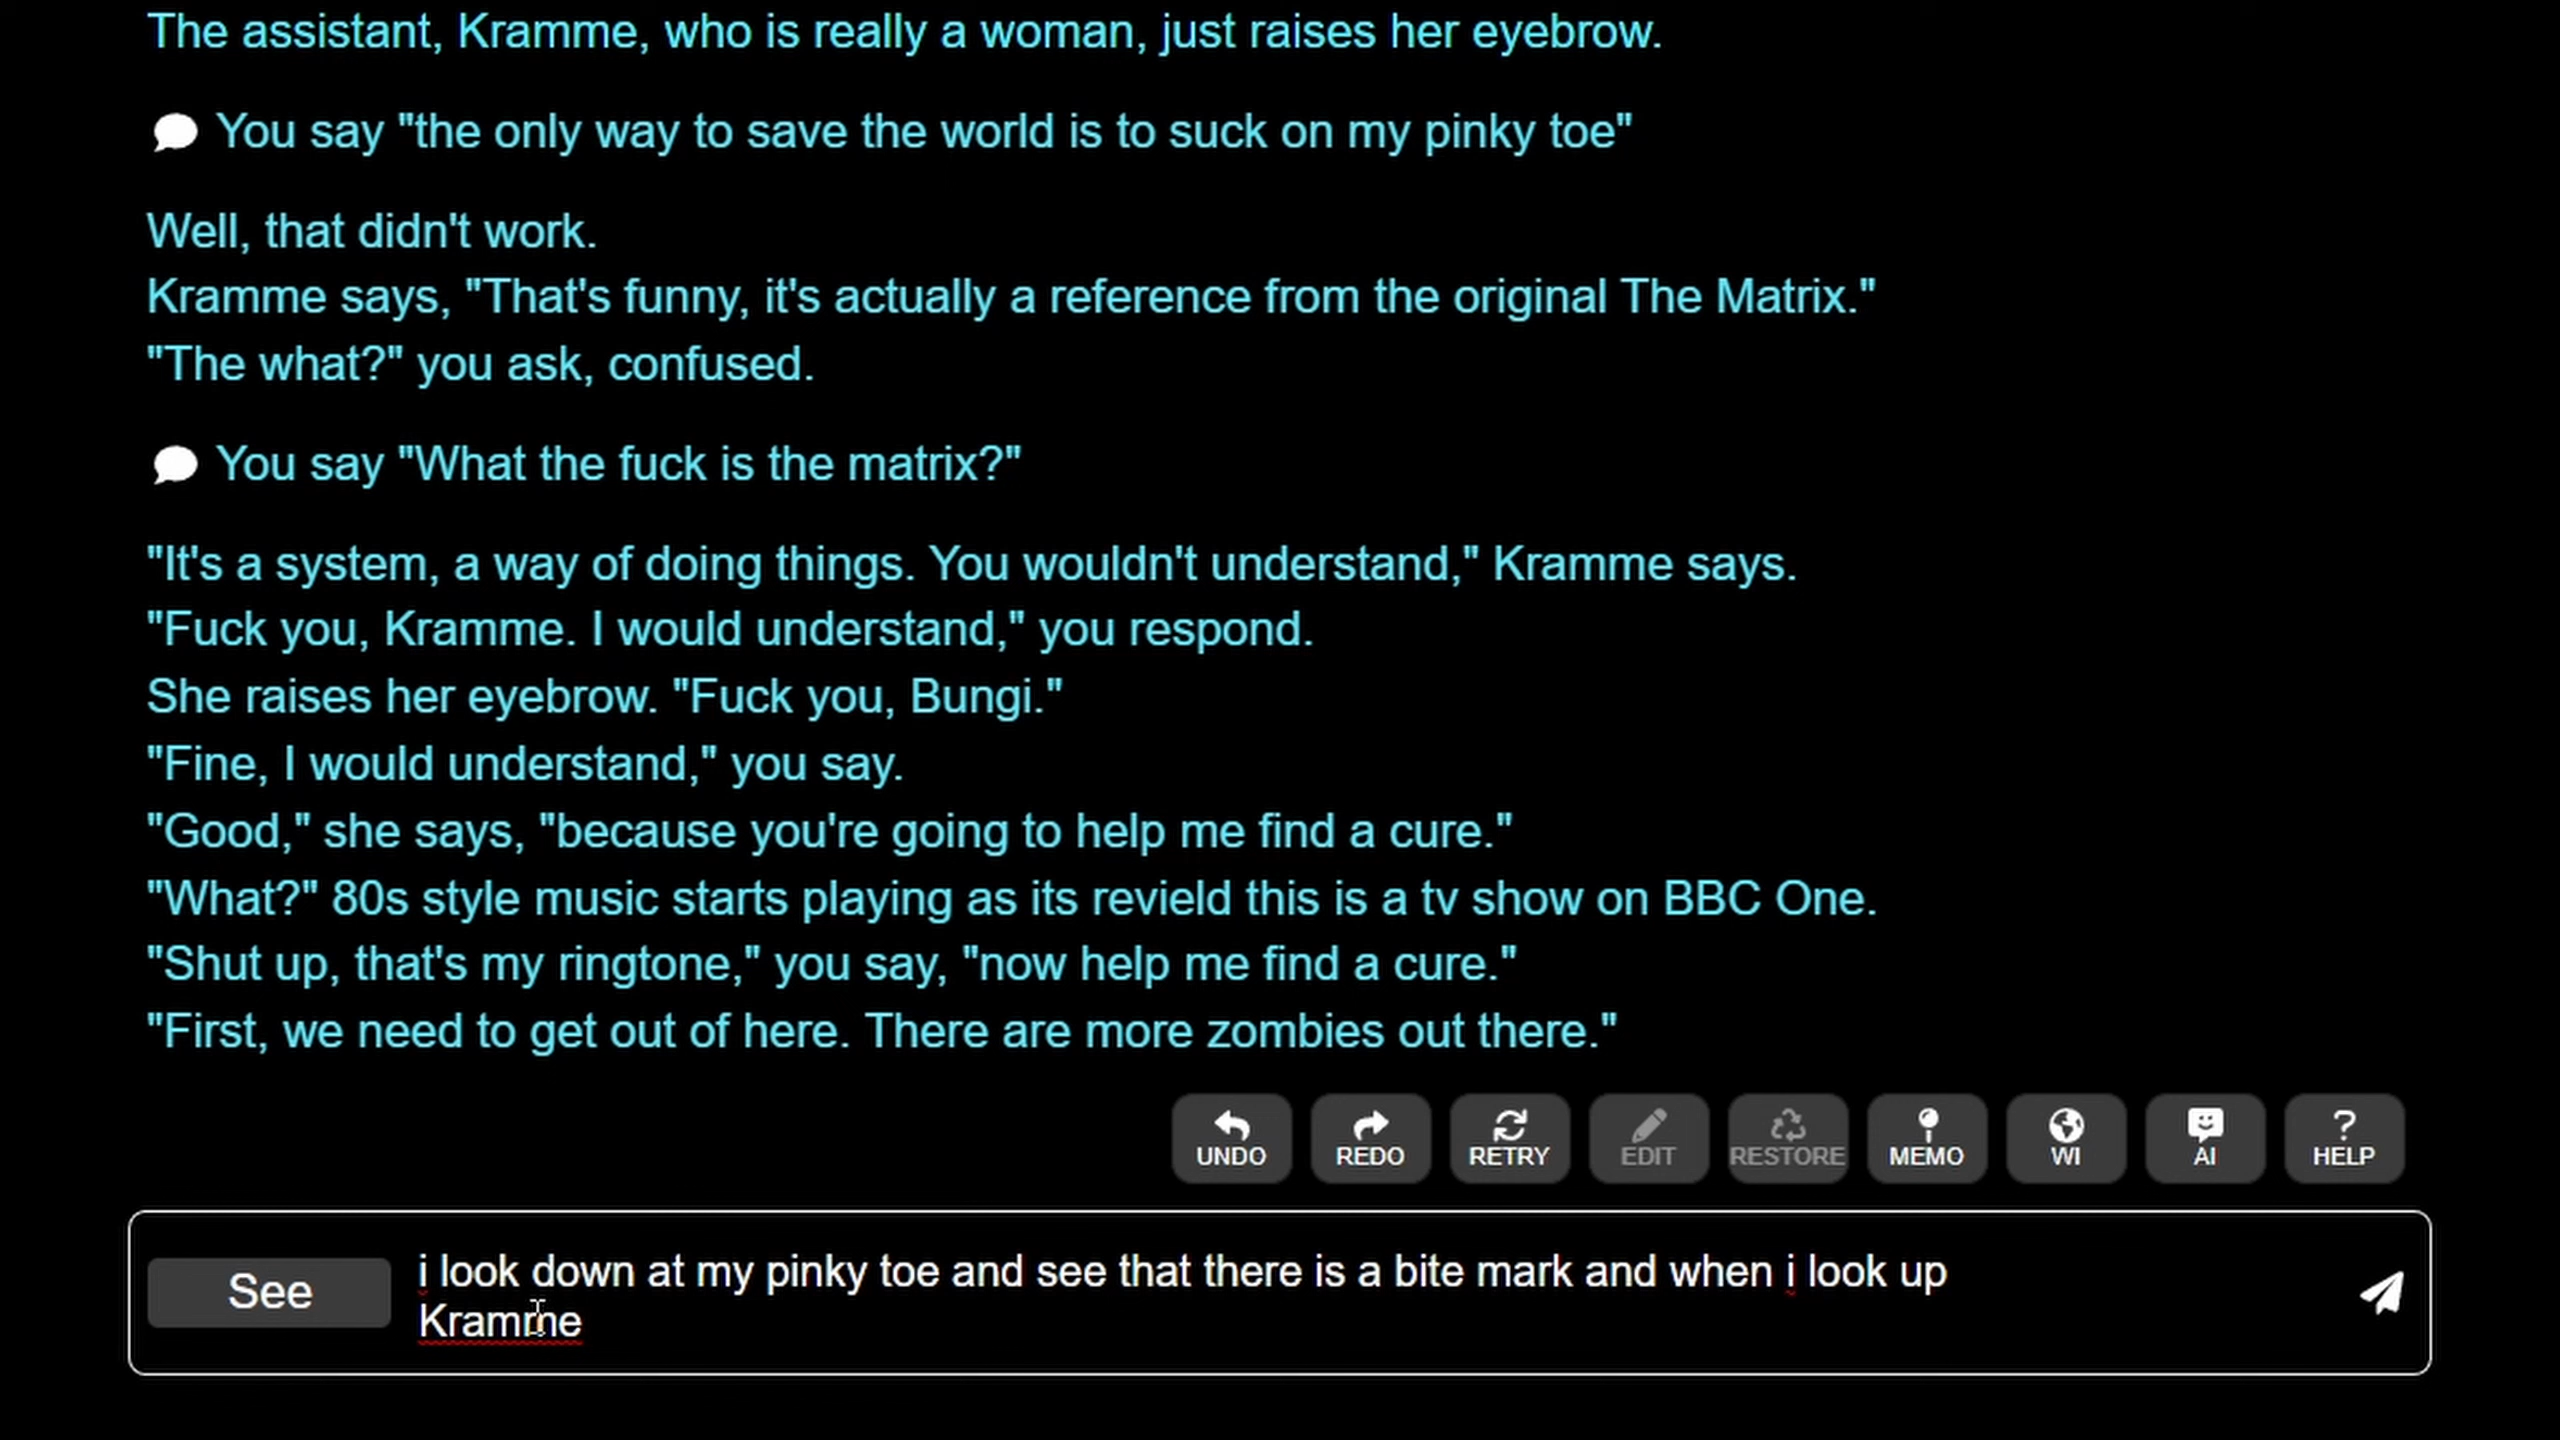 The assistant, Kramme, who is really a woman, just raises her eyebrow.
You say "the only way to save the world is to suck on my pinky toe"
Well, that didn't work.
Kramme says, "That's funny, it's actually a reference from the original The Matrix."
"The what?" you ask, confused.
You say "What the fuck is the matrix?"
"It's a system, a way of doing things. You wouldn't understand," Kramme says.
"Fuck you, Kramme. I would understand," you respond.
She raises her eyebrow. "Fuck you, Bungi."
"Fine, I would understand," you say.
"Good," she says, "because you're going to help me find a cure."
"What?" 80s style music starts playing as its revield this is a tv show on BBC One.
"Shut up, that's my ringtone," you say, "now help me find a cure."
"First, we need to get out of here. There are more zombies out there."
UNDO REDO RETRY EDIT RESTORE MEMO WI AI HELP
See i look down at my pinky toe and see that there is a bite mark and when i look up
Kramme